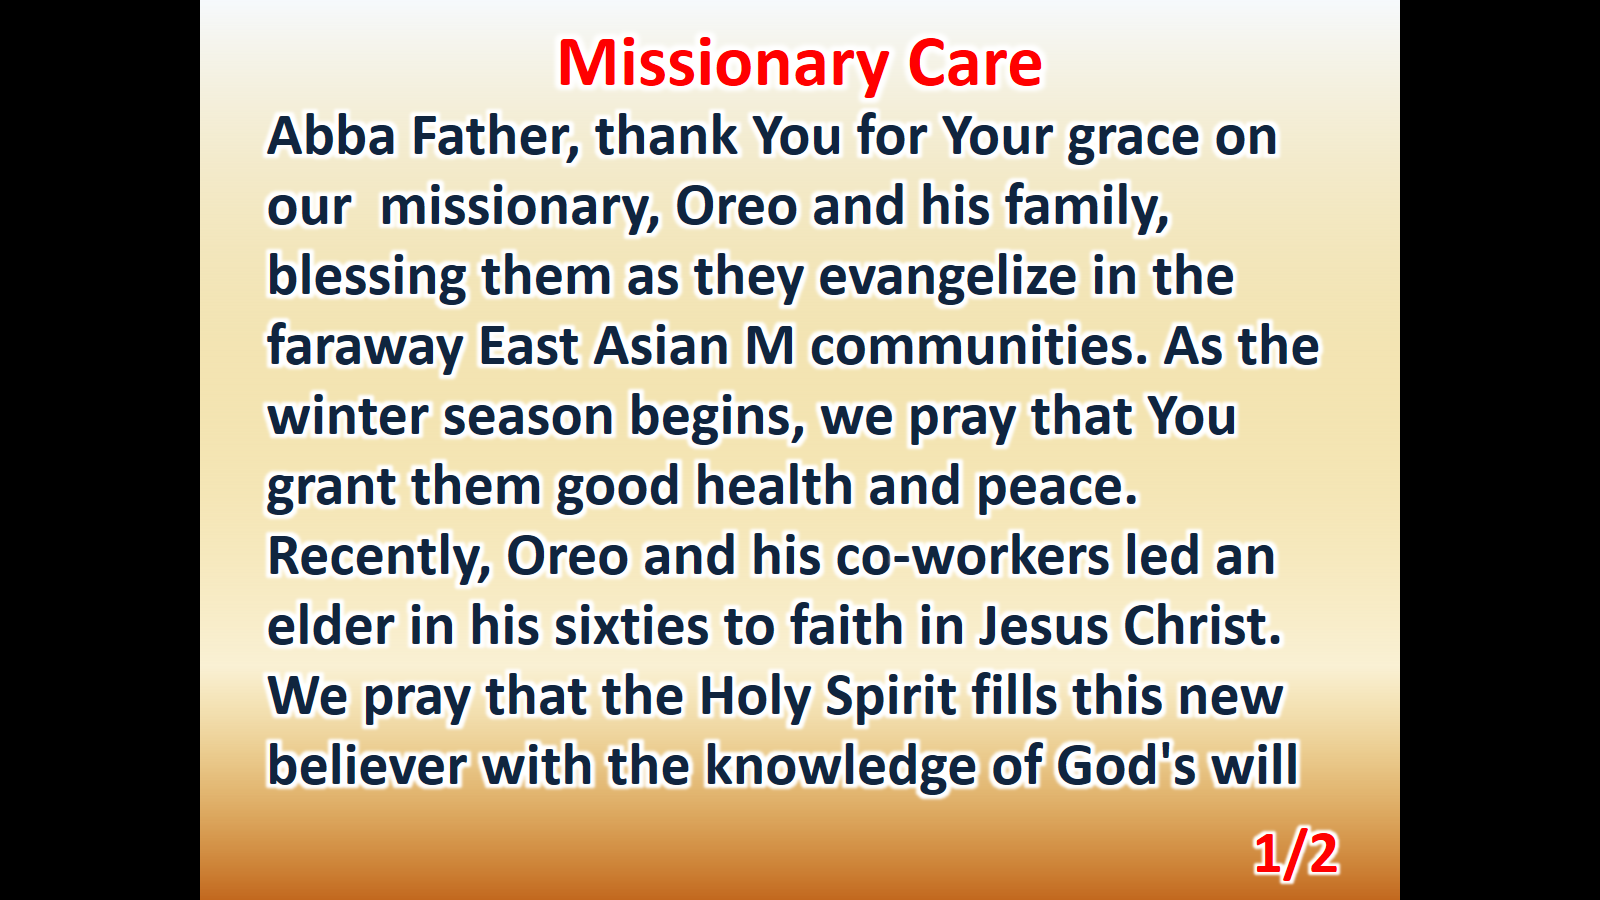 Missionary Care
Abba Father, thank You for Your grace on
our  missionary, Oreo and his family,
blessing them as they evangelize in the
faraway East Asian M communities. As the
winter season begins, we pray that You
grant them good health and peace.
Recently, Oreo and his co-workers led an
elder in his sixties to faith in Jesus Christ.
We pray that the Holy Spirit fills this new
believer with the knowledge of God's will
1/2